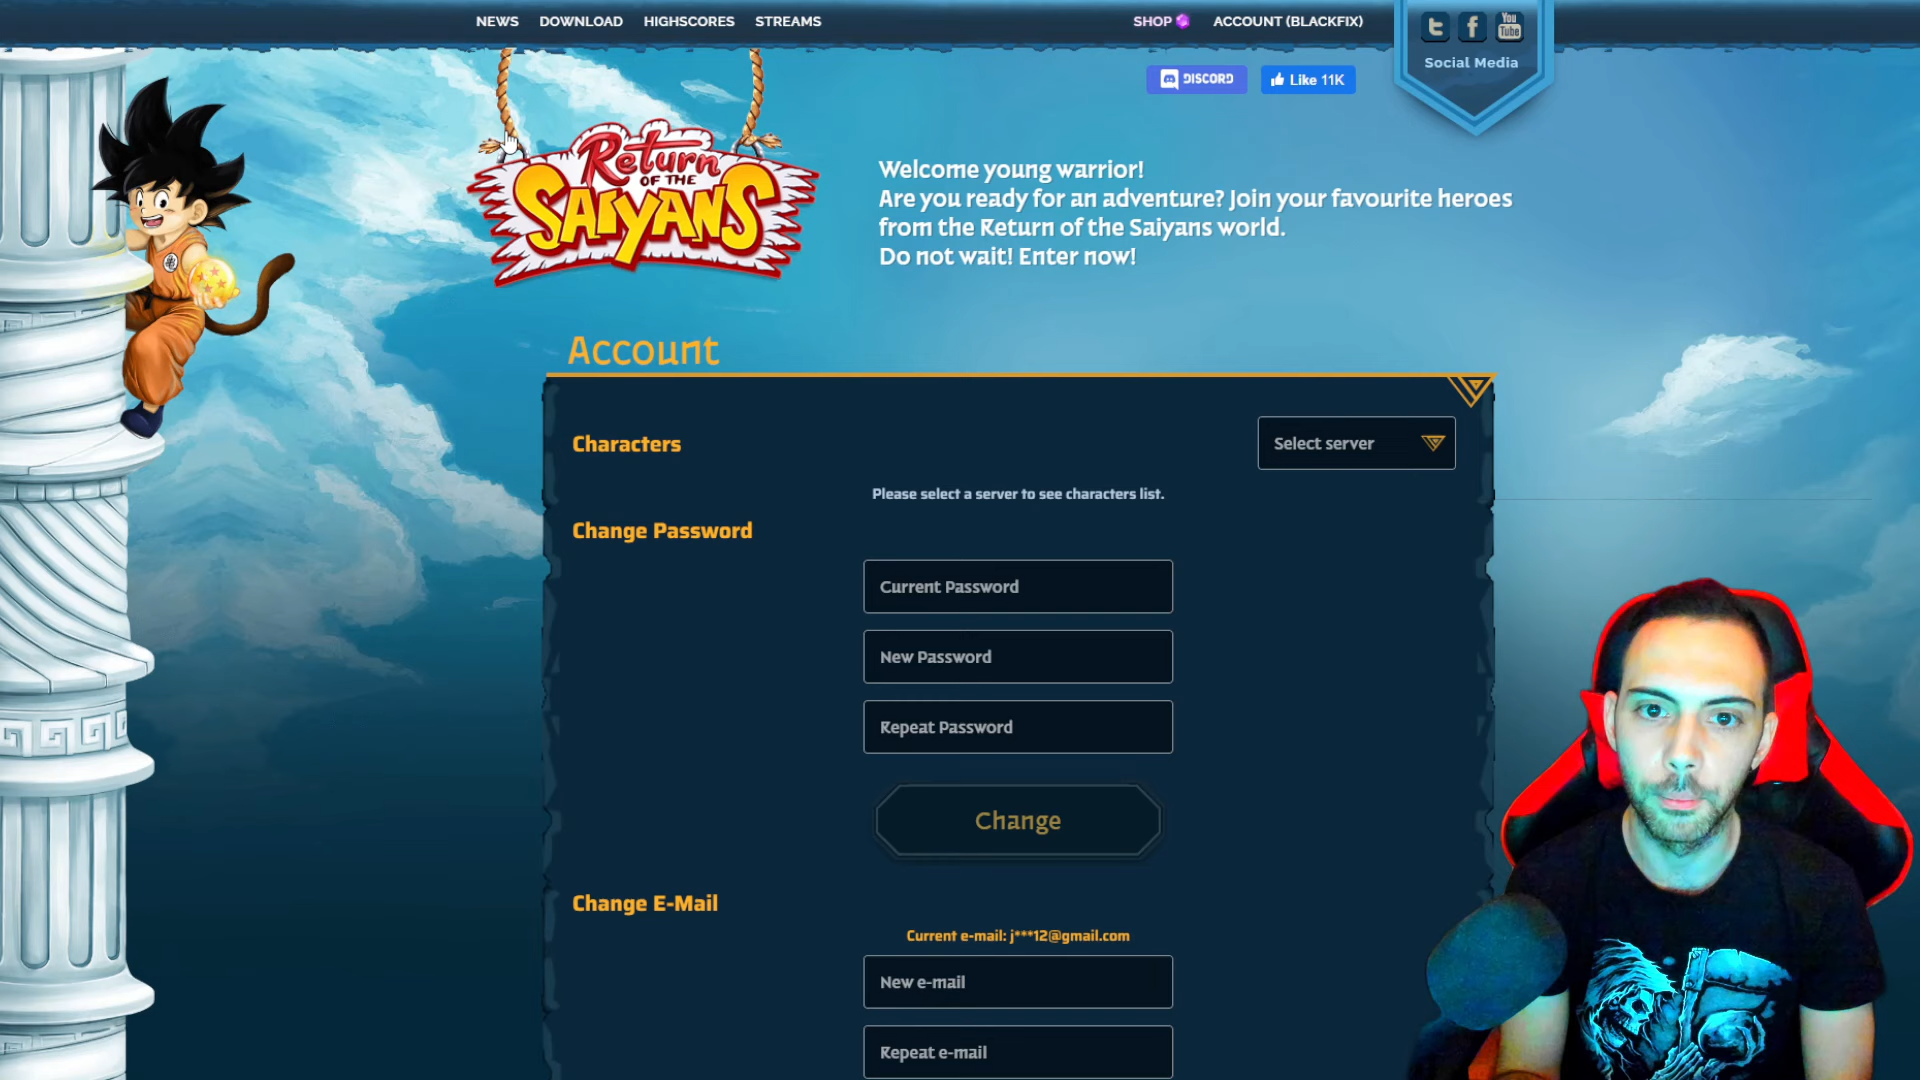 NEWS DOWNLOAD HIGHSCORES STREAMS SHOP ACCOUNT (BLACKFIX)
You
Tube
Social Media
DISCORD Like 11K
Return
OF THE
SAIYANS
Welcome young warrior!
Are you ready for an adventure? Join your favourite heroes
from the Return of the Saiyans world.
Do not wait! Enter now!
Account
Characters
Select server
Please select a server to see characters list.
Change Password
Current Password
New Password
Repeat Password
Change
Change E-Mail
Current e-mail: j***12@gmail.com
New e-mail
Repeat e-mail